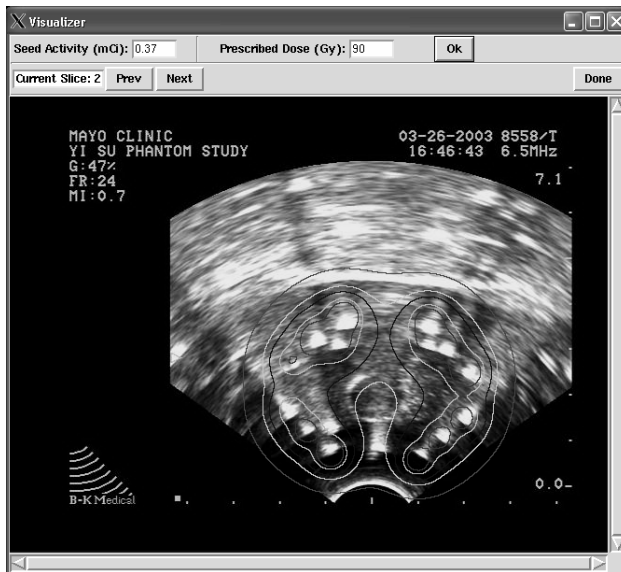 Visualizer
Seed Activity (mCi): 0.37 Prescribed Dose (Gy): 90 Ok
Current Slice: 2 Prev Next Done
MAYO CLINIC 03-26-2003 8558/T
YI SU PHANTOM STUDY 16:46:43 6.5MHz
G:47%
FR:24
MI:0.7
7.1
0.0
B-K Medical